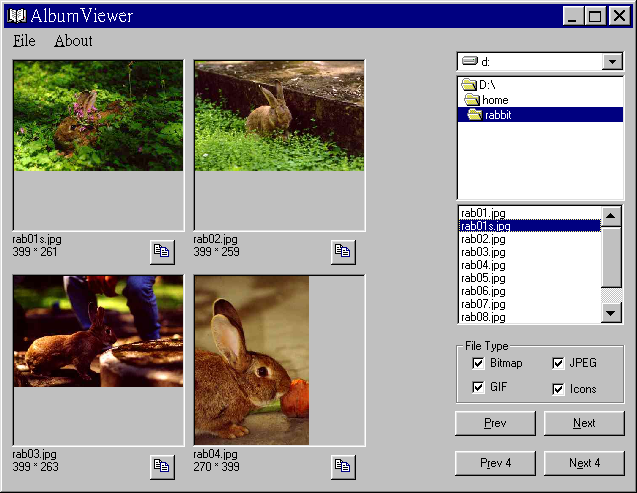 AlbumViewer
File About
d:
D:\
home
rabbit
rab01s.jpg
399 * 261
rab02.jpg
399 * 259
rab01.jpg
rab01s.jpg
rab02.jpg
rab03.jpg
rab04.jpg
rab05.jpg
rab06.jpg
rab07.jpg
rab08.jpg
rab03.jpg
399 * 263
rab04.jpg
270 * 399
File Type
Bitmap JPEG
GIF Icons
Prev Next
Prev 4 Next 4